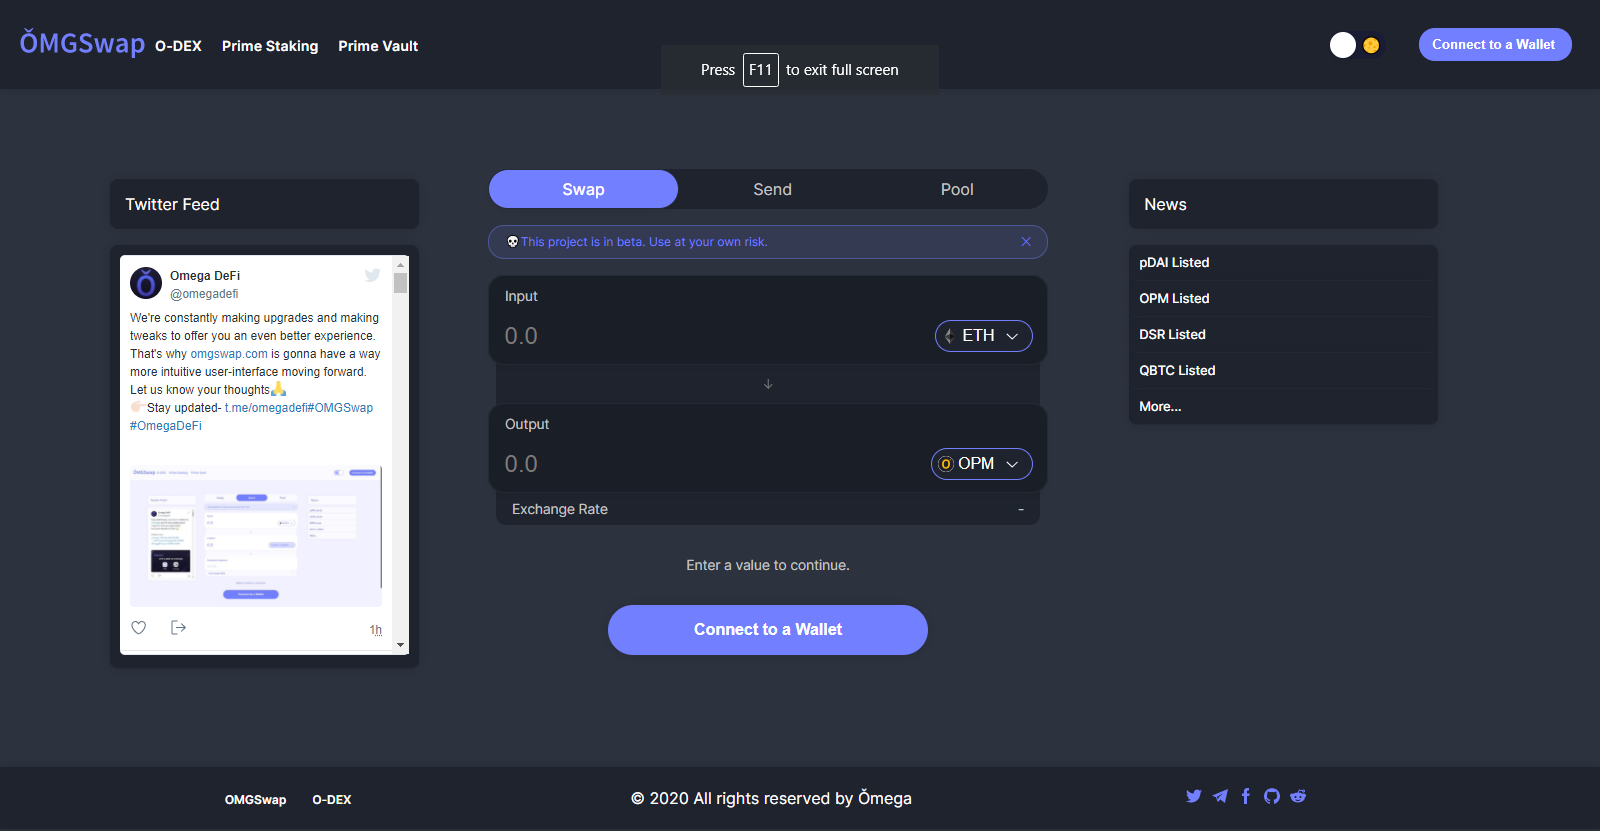 ǑMGSwap O-DEX Prime Staking Prime Vault
Connect to a Wallet
Press F11 to exit full screen
Twitter Feed
Omega DeFi
@omegadefi
We're constantly making upgrades and making
tweaks to offer you an even better experience.
That's why omgswap.com is gonna have a way
more intuitive user-interface moving forward.
Let us know your thoughts🙏
👉🏻Stay updated- t.me/omegadefi#OMGSwap
#OmegaDeFi
1h
Swap Send Pool
💀This project is in beta. Use at your own risk.
Input
0.0 ETH
Output
0.0 OPM
Exchange Rate -
Enter a value to continue.
Connect to a Wallet
News
pDAI Listed
OPM Listed
DSR Listed
QBTC Listed
More...
OMGSwap O-DEX
© 2020 All rights reserved by Ǒmega